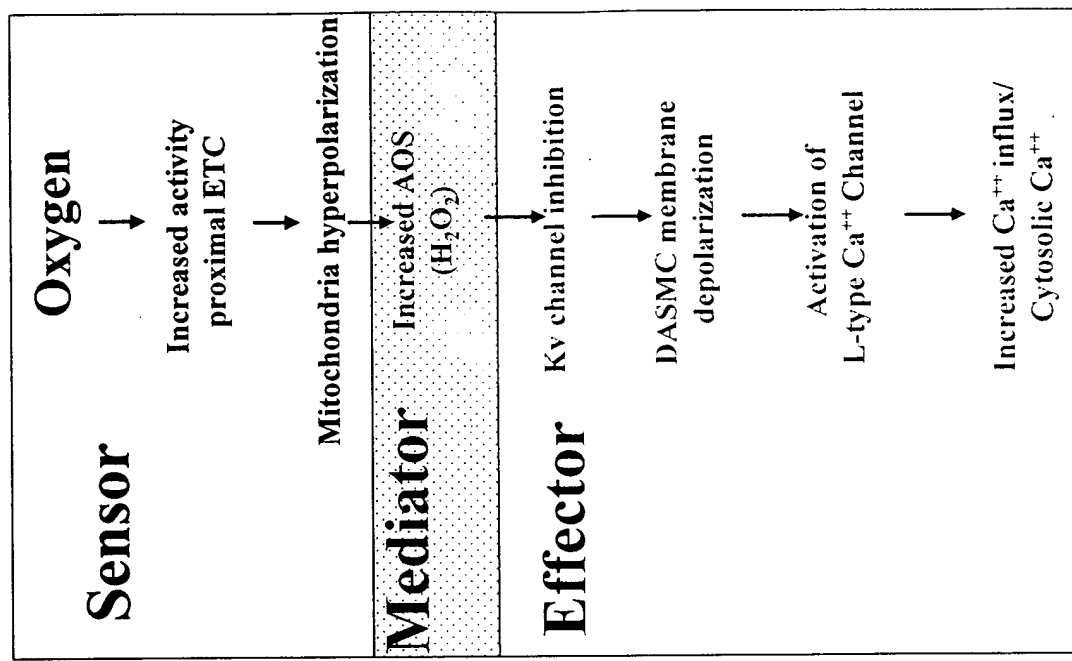 Oxygen
Sensor
Increased activity
proximal ETC
Mitochondria hyperpolarization
Mediator
Increased AOS
(H₂O₂)
Effector
Kv channel inhibition
DASMC membrane
depolarization
Activation of
L-type Ca⁺⁺ Channel
Increased Ca⁺⁺ influx/
Cytosolic Ca⁺⁺